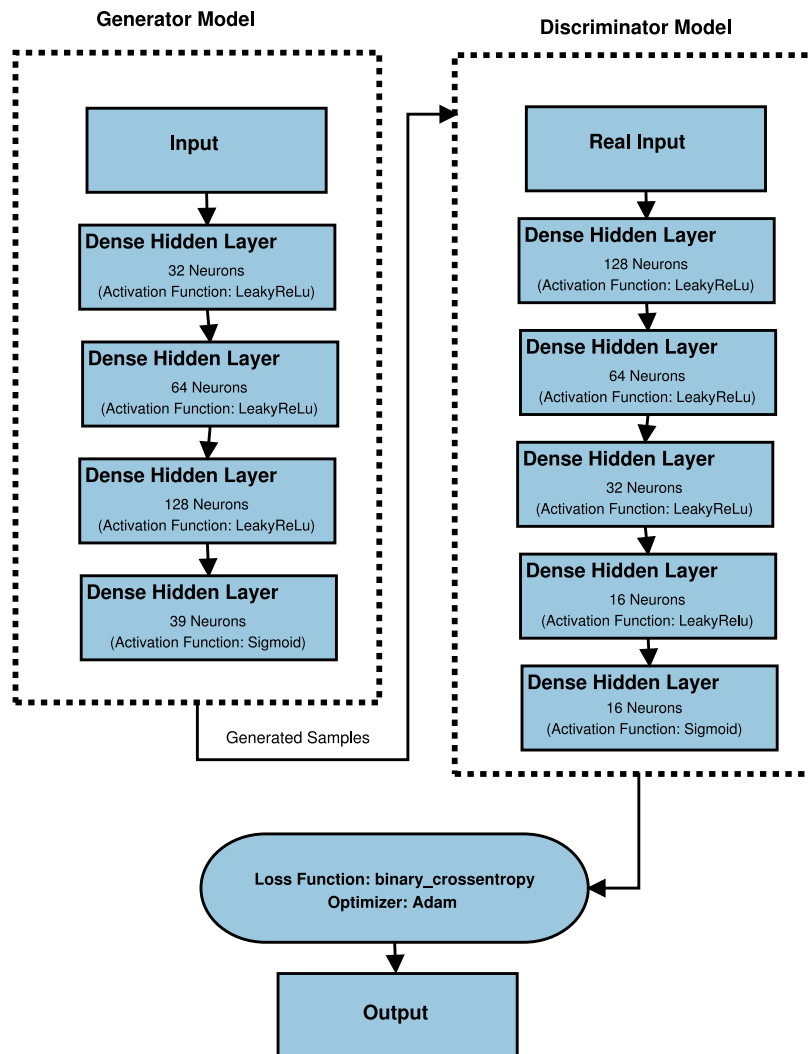 Generator Model
Input
Dense Hidden Layer
32 Neurons
(Activation Function: LeakyReLu)
Dense Hidden Layer
64 Neurons
(Activation Function: LeakyReLu)
Dense Hidden Layer
128 Neurons
(Activation Function: LeakyReLu)
Dense Hidden Layer
39 Neurons
(Activation Function: Sigmoid)
Generated Samples
Discriminator Model
Real Input
Dense Hidden Layer
128 Neurons
(Activation Function: LeakyReLu)
Dense Hidden Layer
64 Neurons
(Activation Function: LeakyReLu)
Dense Hidden Layer
32 Neurons
(Activation Function: LeakyReLu)
Dense Hidden Layer
16 Neurons
(Activation Function: LeakyRelu)
Dense Hidden Layer
16 Neurons
(Activation Function: Sigmoid)
Loss Function: binary_crossentropy
Optimizer: Adam
Output